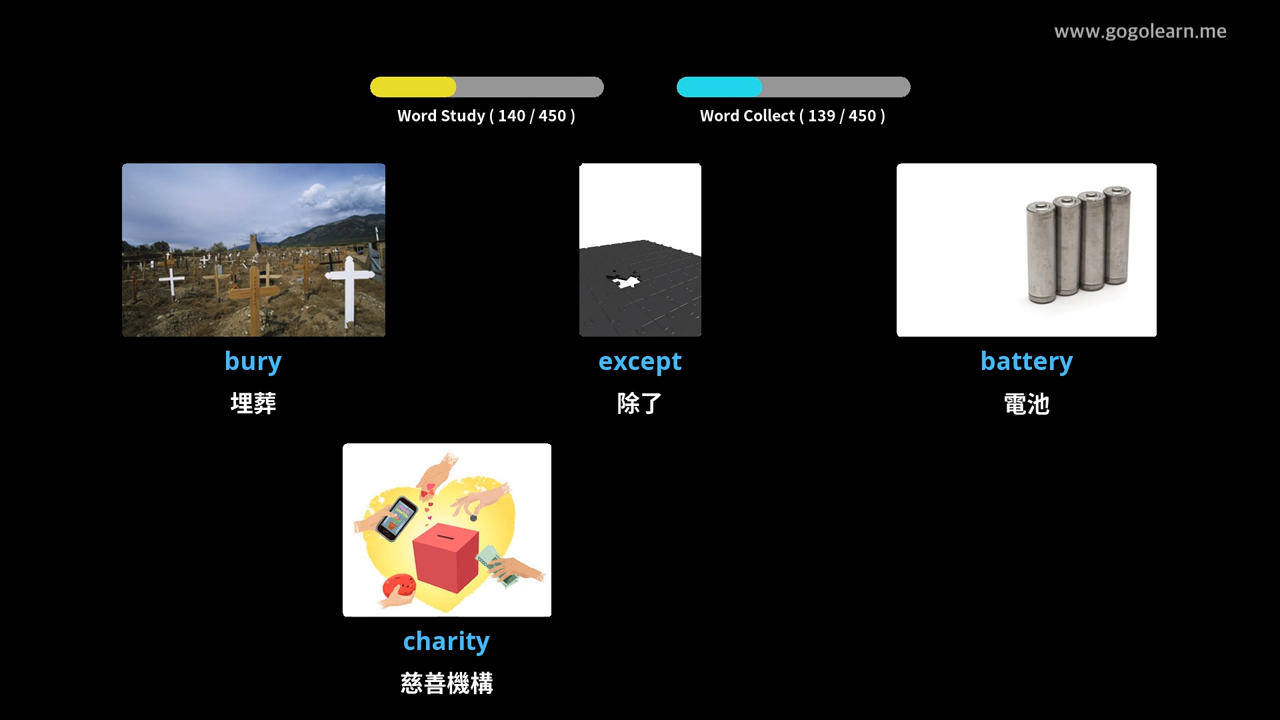 www.gogolearn.me
Word Study ( 140 / 450 )
Word Collect ( 139 / 450 )
bury
埋葬
except
除了
battery
電池
charity
慈善機構